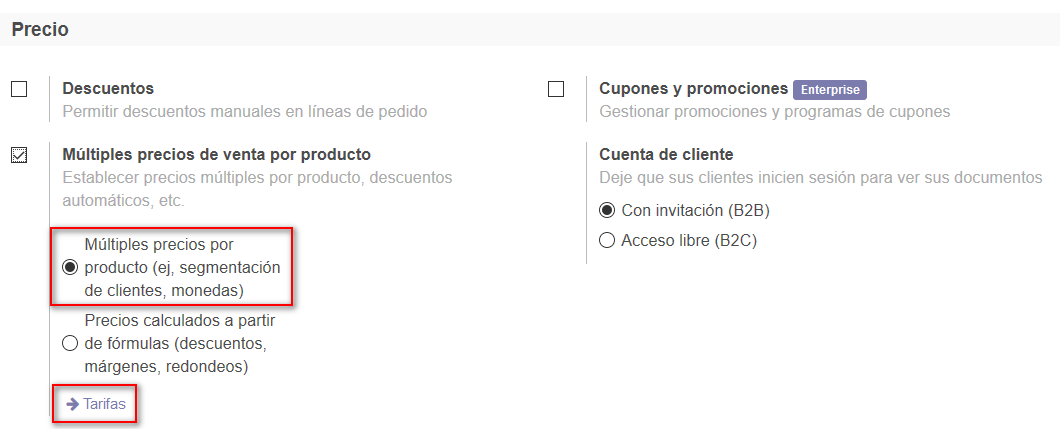 Precio
Descuentos
Permitir descuentos manuales en líneas de pedido
Cupones y promociones Enterprise
Gestionar promociones y programas de cupones
Múltiples precios de venta por producto
Establecer precios múltiples por producto, descuentos
automáticos, etc.
Múltiples precios por
producto (ej, segmentación
de clientes, monedas)
Precios calculados a partir
de fórmulas (descuentos,
márgenes, redondeos)
Tarifas
Cuenta de cliente
Deje que sus clientes inicien sesión para ver sus documentos
Con invitación (B2B)
Acceso libre (B2C)